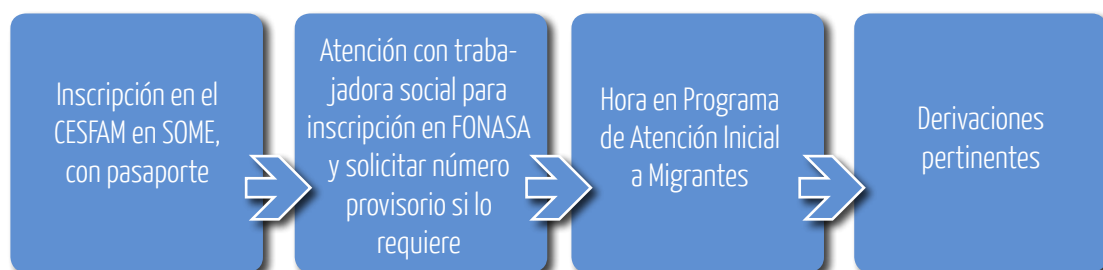 Inscripción en el
CESFAM en SOME,
con pasaporte
Atención con traba-
jadora social para
inscripción en FONASA
y solicitar número
provisorio si lo
requiere
Hora en Programa
de Atención Inicial
a Migrantes
Derivaciones
pertinentes